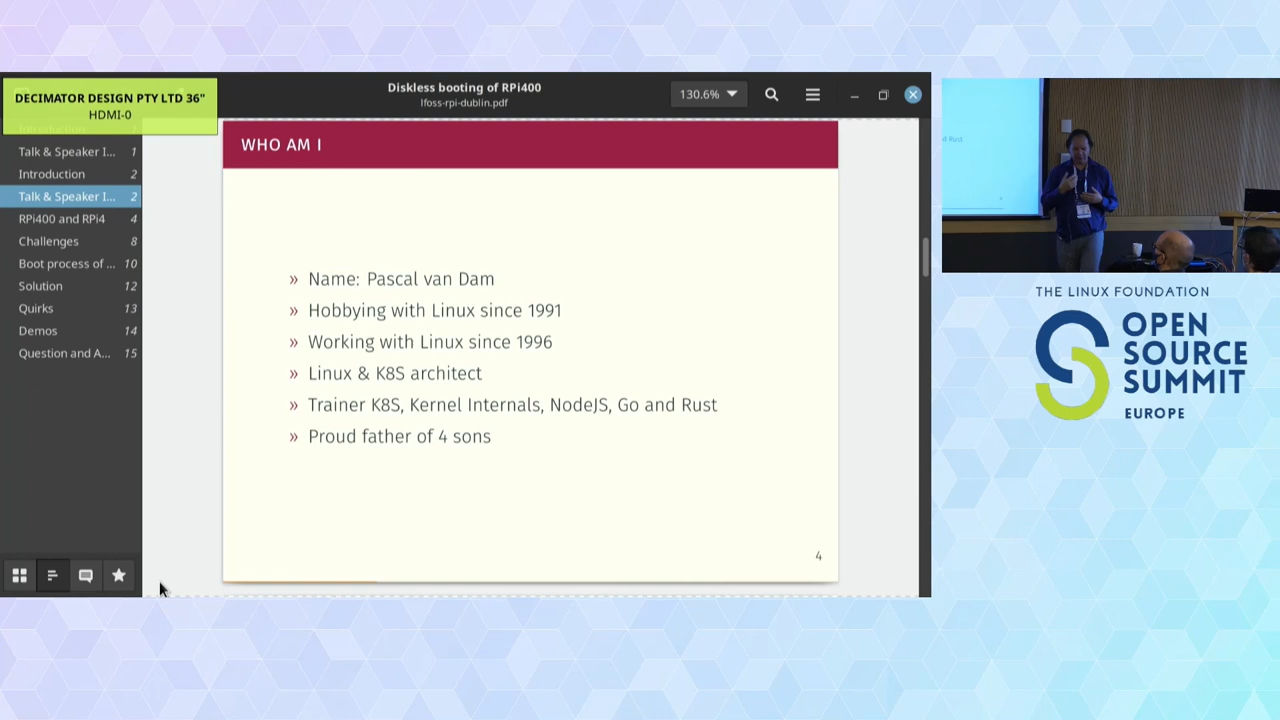 DECIMATOR DESIGN PTY LTD 36"
HDMI-0
Diskless booting of RPi400
lfoss-rpi-dublin.pdf
130.6%
Introduction
Talk & Speaker I... 1
Introduction 2
Talk & Speaker I... 2
RPi400 and RPi4 4
Challenges 8
Boot process of ... 10
Solution 12
Quirks 13
Demos 14
Question and A... 15
WHO AM I
» Name: Pascal van Dam
» Hobbying with Linux since 1991
» Working with Linux since 1996
» Linux & K8S architect
» Trainer K8S, Kernel Internals, NodeJS, Go and Rust
» Proud father of 4 sons
4
d Rust
THE LINUX FOUNDATION
OPEN
SOURCE
SUMMIT
EUROPE